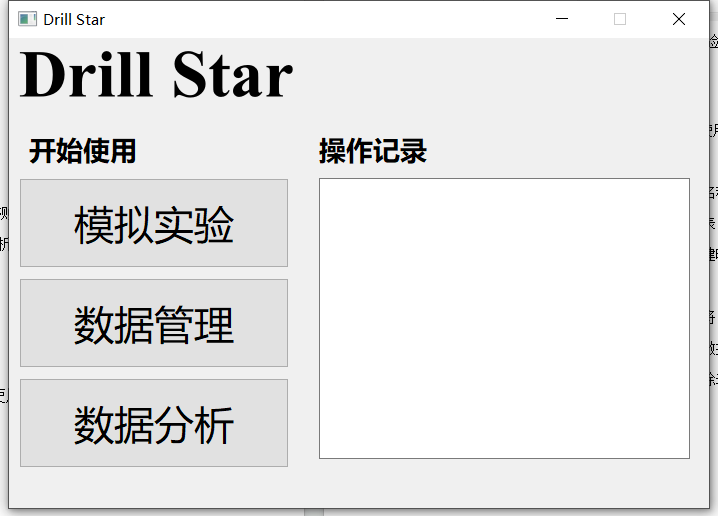 Drill Star
Drill Star
开始使用
操作记录
模拟实验
数据管理
数据分析